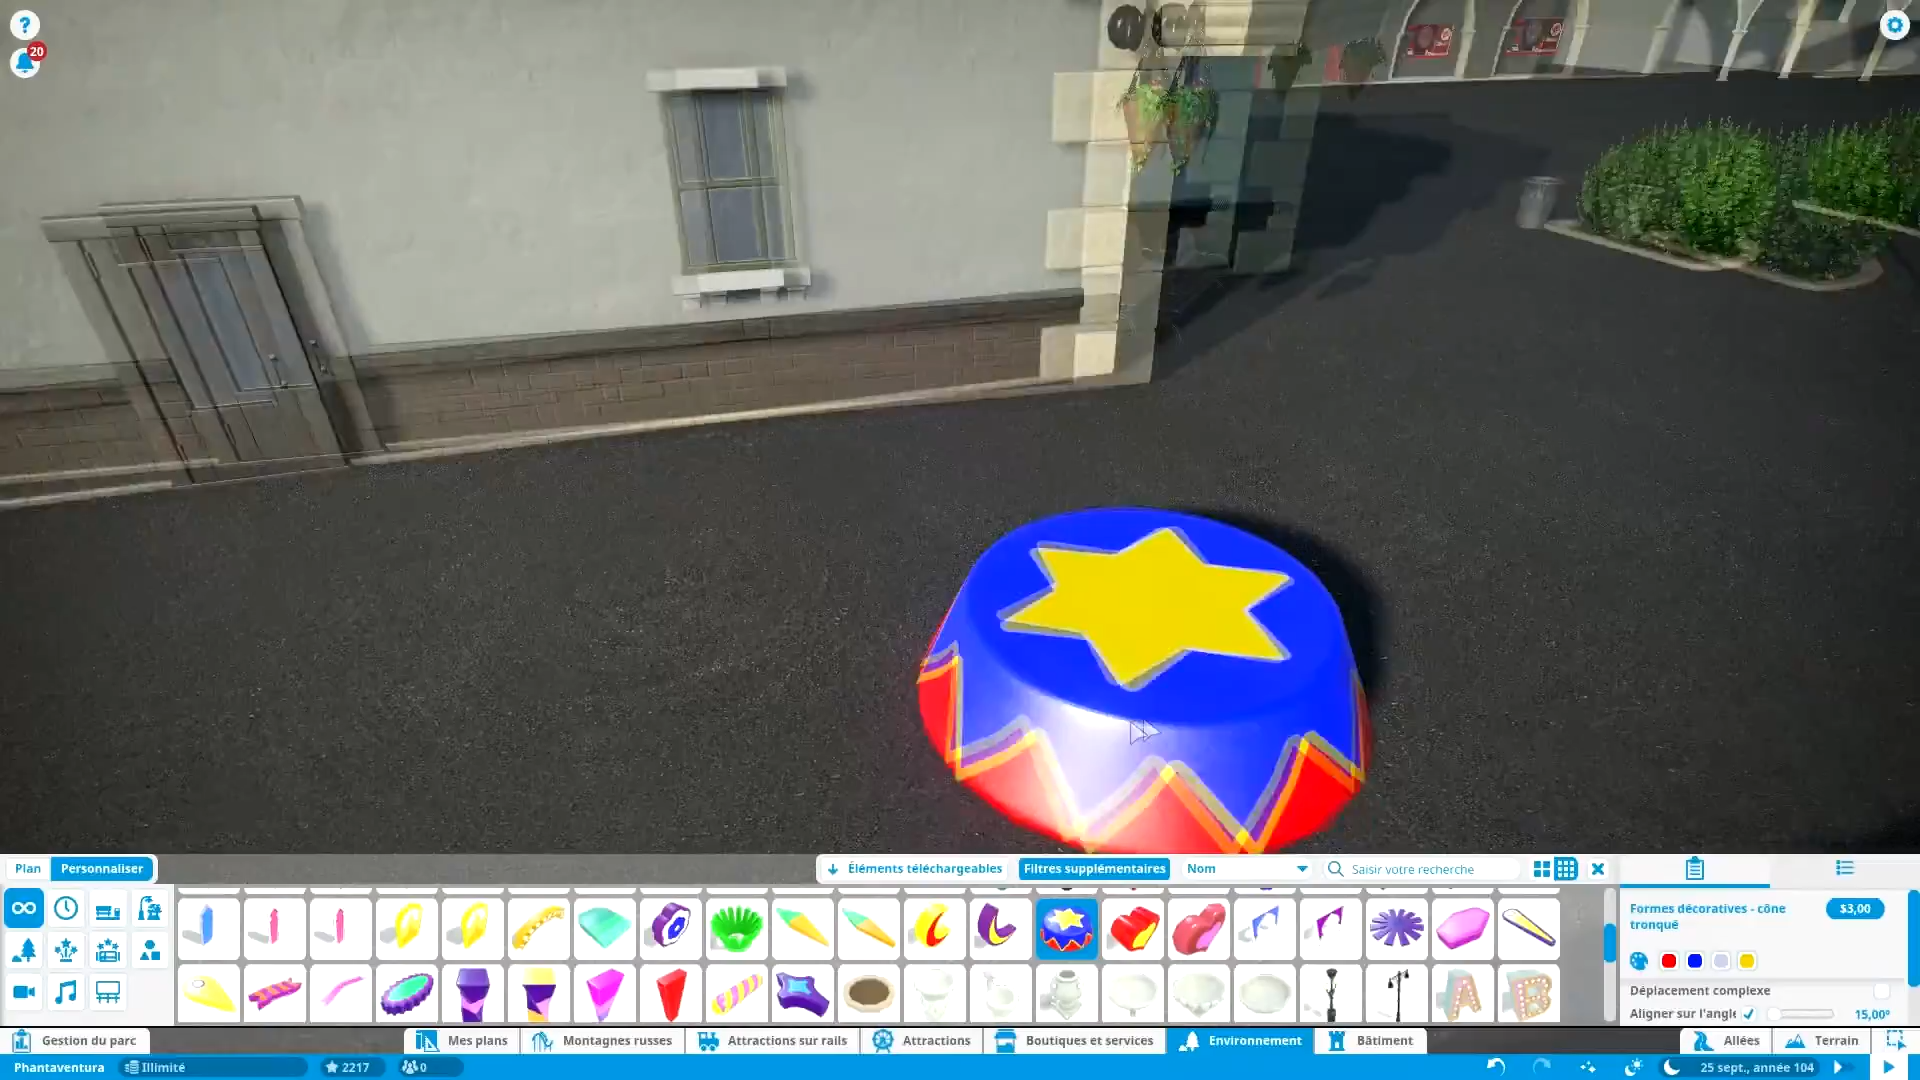 ?
20
Plan
Personnaliser
Éléments téléchargeables
Filtres supplémentaires
Nom
Saisir votre recherche
Formes décoratives - cône
tronqué
$3,00
Déplacement complexe
Aligner sur l'angle
15,00°
A
B
Gestion du parc
Mes plans
Montagnes russes
Attractions sur rails
Attractions
Boutiques et services
Environnement
Bâtiment
Allées
Terrain
Phantaventura
Illimité
2217
0
25 sept., année 104